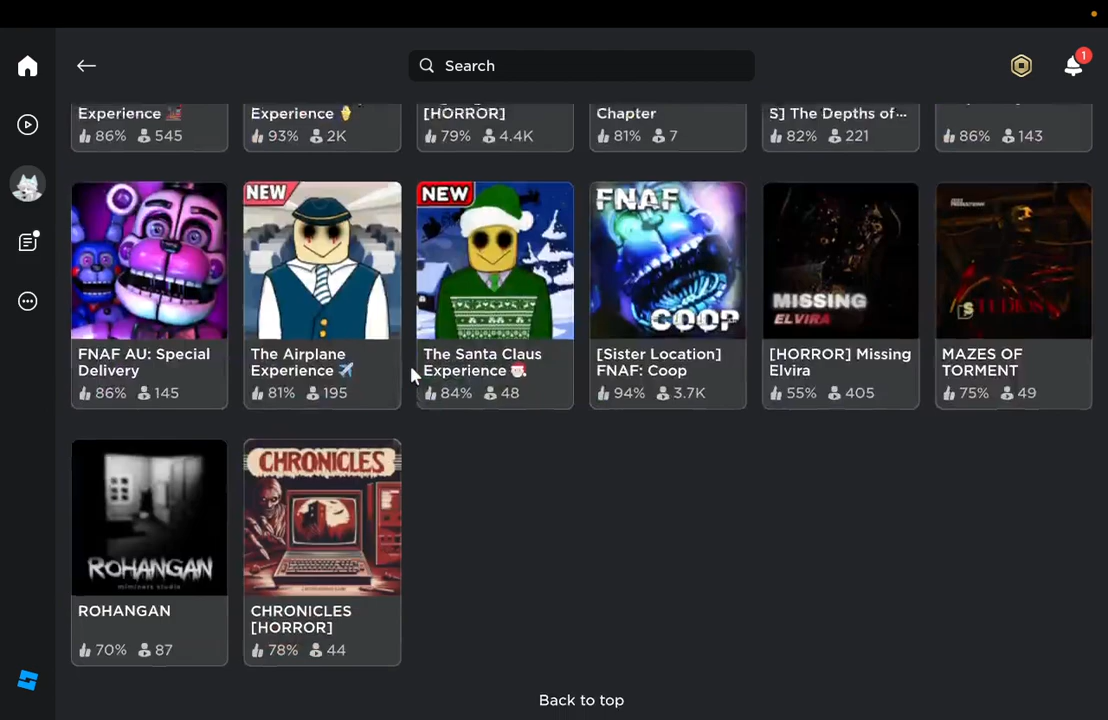 Search
1
Experience
86% 545
Experience
93% 2K
[HORROR]
79% 4.4K
Chapter
81% 7
S] The Depths of...
82% 221
86% 143
FNAF AU: Special
Delivery
86% 145
NEW
The Airplane
Experience
81% 195
NEW
The Santa Claus
Experience
84% 48
FNAF
COOP
[Sister Location]
FNAF: Coop
94% 3.7K
MISSING
ELVIRA
[HORROR] Missing
Elvira
55% 405
STUDIOS
MAZES OF
TORMENT
75% 49
ROHANGAN
ROHANGAN
70% 87
CHRONICLES
CHRONICLES
[HORROR]
78% 44
Back to top